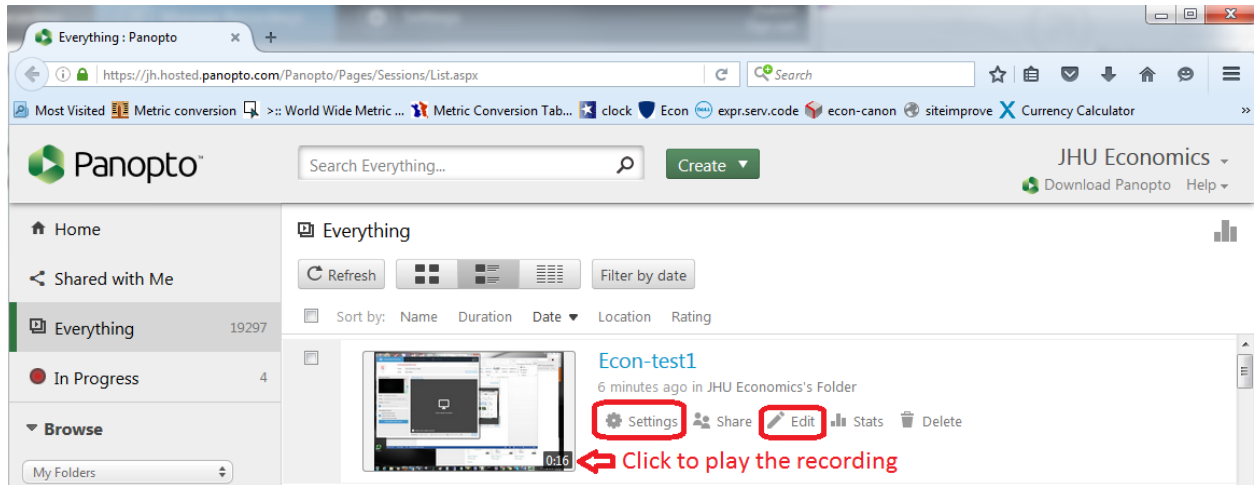 Everything : Panopto
https://jh.hosted.panopto.com/Panopto/Pages/Sessions/List.aspx
Search
Most Visited Metric conversion >:: World Wide Metric ... Metric Conversion Tab... clock Econ expr.serv.code econ-canon siteimprove Currency Calculator »
Panopto™
Search Everything...
Create
JHU Economics
Download Panopto Help
Home
Shared with Me
Everything 19297
In Progress 4
Browse
My Folders
Everything
Refresh
Filter by date
Sort by: Name Duration Date Location Rating
Econ-test1
6 minutes ago in JHU Economics's Folder
Settings Share Edit Stats Delete
0:16
Click to play the recording